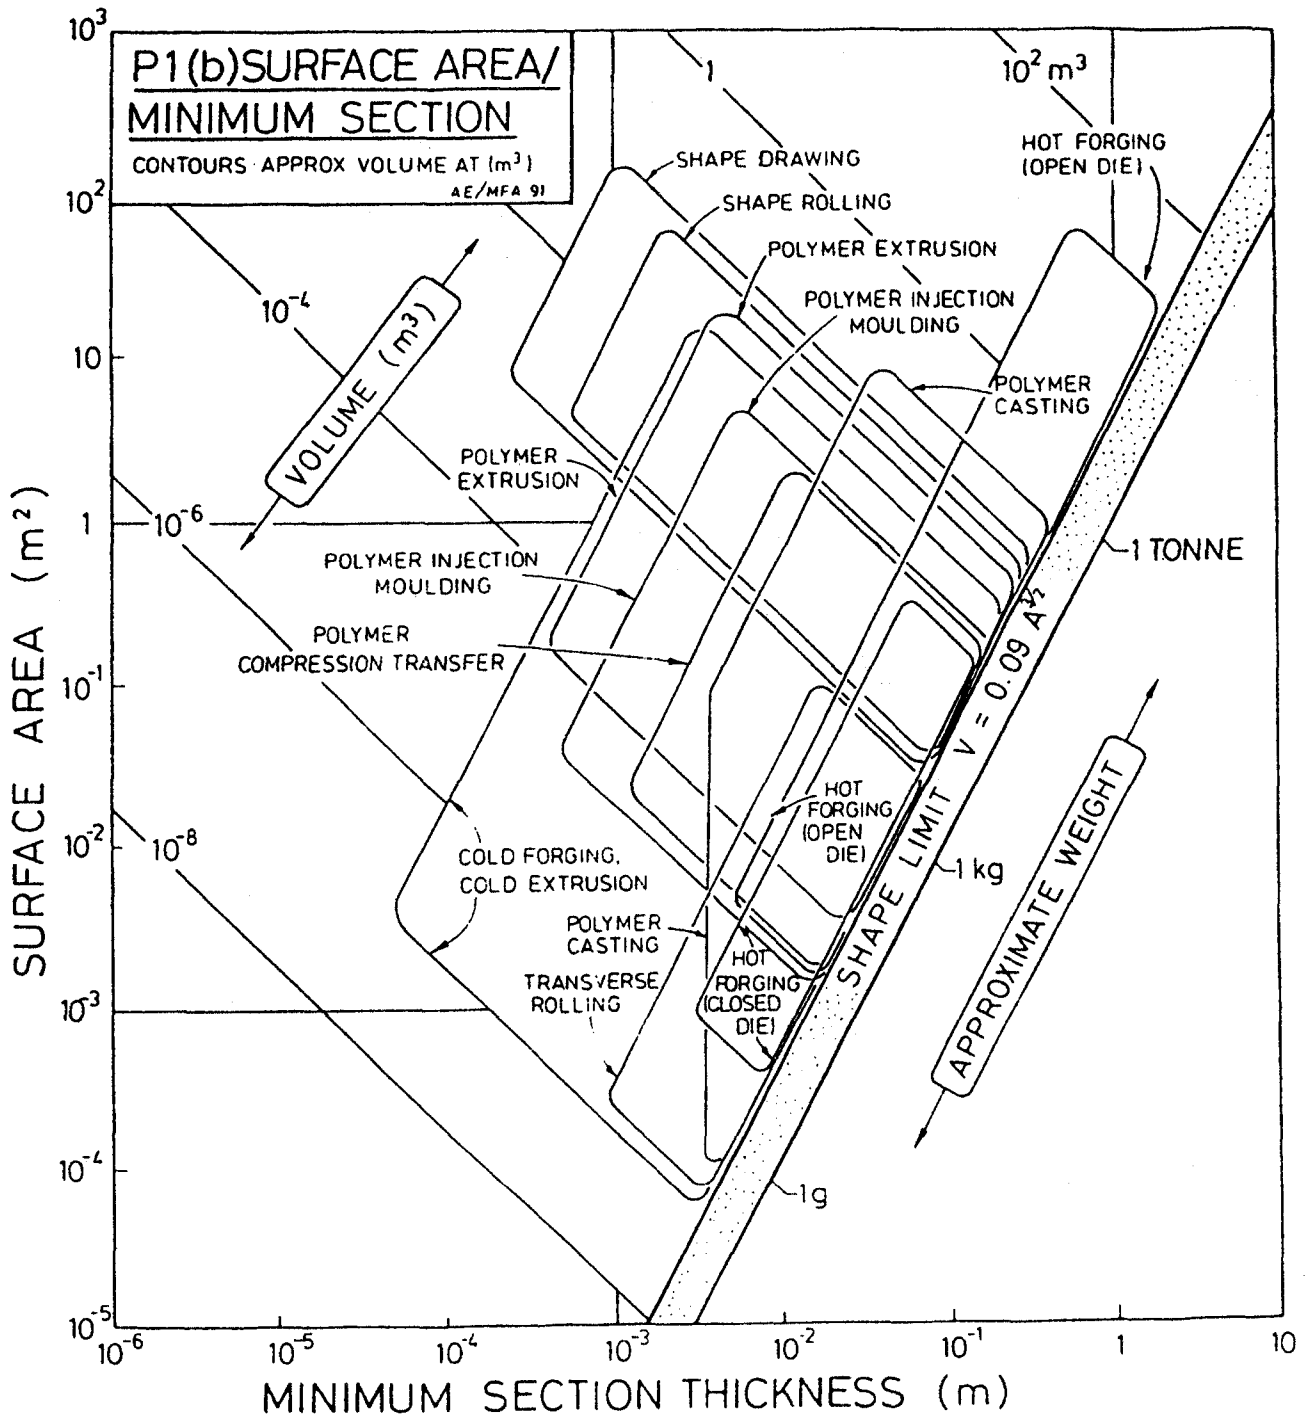 P1(b)SURFACE AREA/
MINIMUM SECTION
CONTOURS · APPROX VOLUME AT (m³)
AE/MFA 91
10³
10²
10
1
10⁻¹
10⁻²
10⁻³
10⁻⁴
10⁻⁵
SURFACE AREA (m²)
1
10² m³
10⁻⁴
10⁻⁶
10⁻⁸
VOLUME (m³)
HOT FORGING
(OPEN DIE)
SHAPE DRAWING
SHAPE ROLLING
POLYMER EXTRUSION
POLYMER INJECTION
MOULDING
POLYMER
CASTING
POLYMER
EXTRUSION
POLYMER INJECTION
MOULDING
POLYMER
COMPRESSION TRANSFER
COLD FORGING,
COLD EXTRUSION
POLYMER
CASTING
TRANSVERSE
ROLLING
HOT
FORGING
(OPEN
DIE)
HOT
FORGING
(CLOSED
DIE)
SHAPE LIMIT V = 0.09 A^3/2
1 TONNE
1 kg
1g
APPROXIMATE WEIGHT
10⁻⁶
10⁻⁵
10⁻⁴
10⁻³
10⁻²
10⁻¹
1
10
MINIMUM SECTION THICKNESS (m)